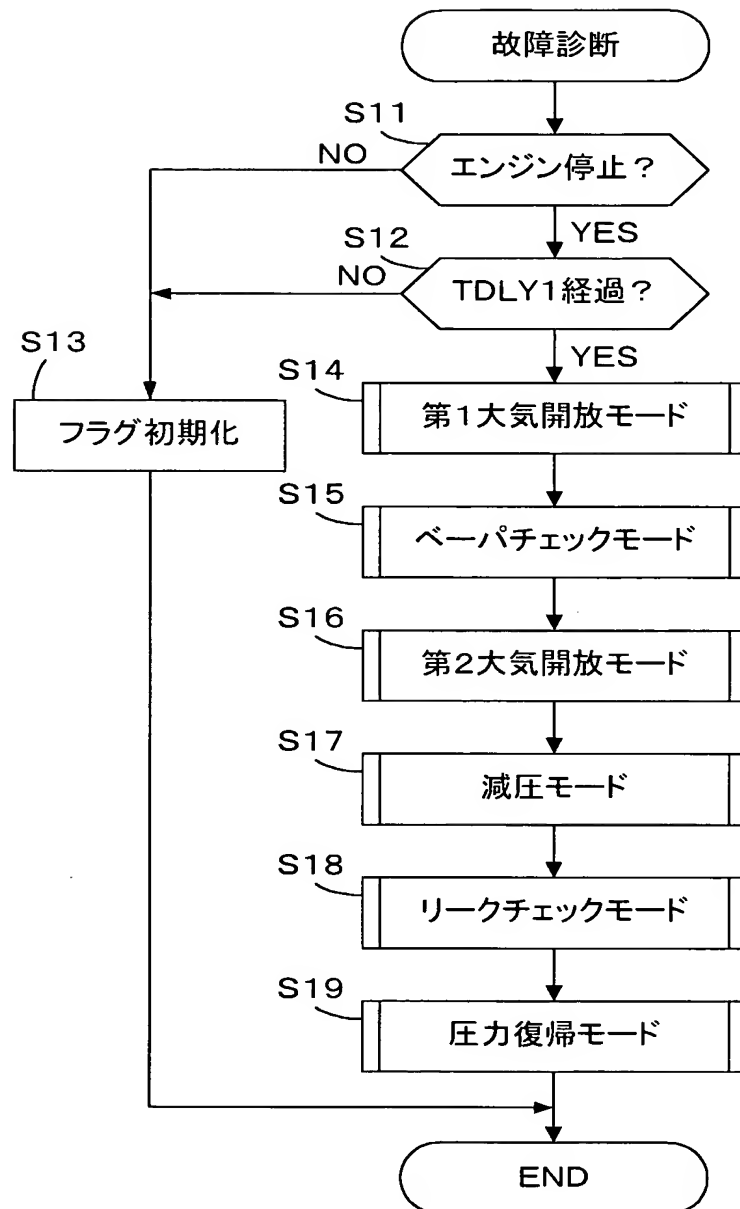 故障診断
S11
エンジン停止？
NO
YES
S12
TDLY1経過？
NO
YES
S13
フラグ初期化
S14
第1大気開放モード
S15
ベーパチェックモード
S16
第2大気開放モード
S17
減圧モード
S18
リークチェックモード
S19
圧力復帰モード
END